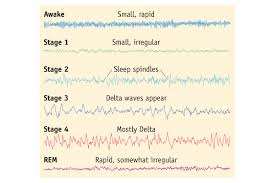 Awake Small, rapid
Stage 1 Small, irregular
Stage 2 Sleep spindles
Stage 3 Delta waves appear
Stage 4 Mostly Delta
REM Rapid, somewhat irregular